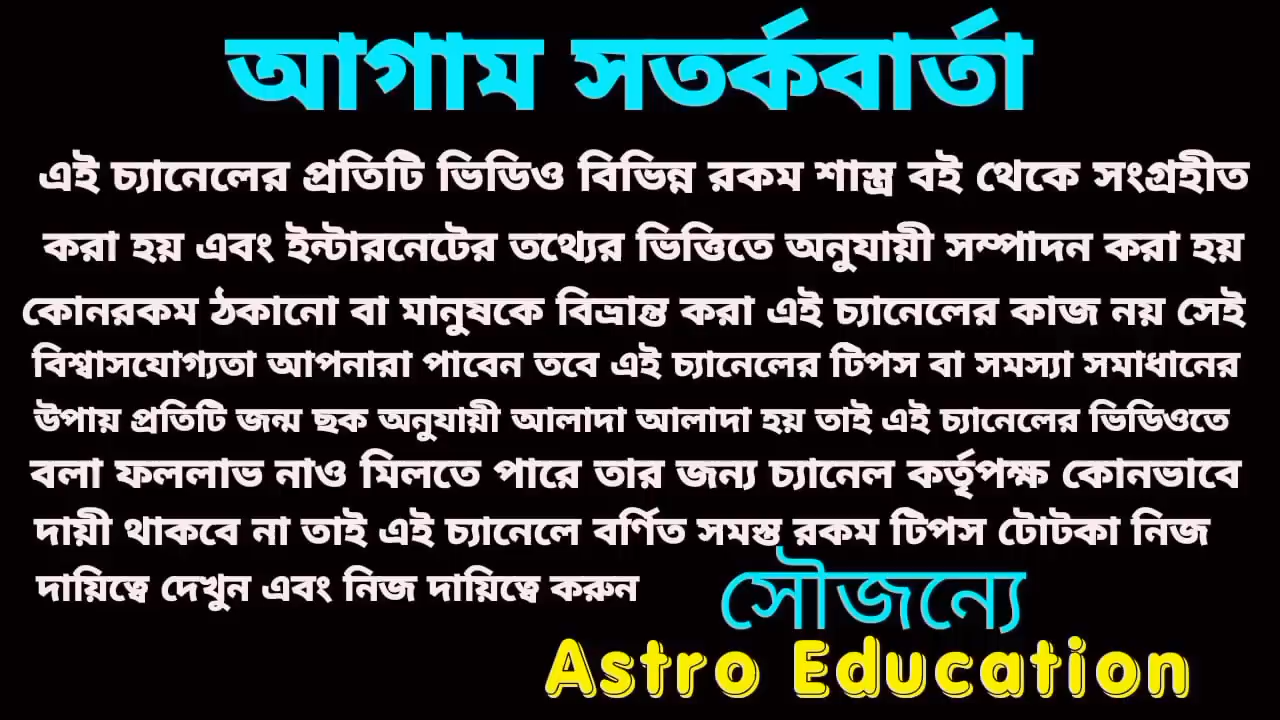 আগাম সতর্কবার্তা
এই চ্যানেলের প্রতিটি ভিডিও বিভিন্ন রকম শাস্ত্র বই থেকে সংগ্রহীত
করা হয় এবং ইন্টারনেটের তথ্যের ভিত্তিতে অনুযায়ী সম্পাদন করা হয়
কোনরকম ঠকানো বা মানুষকে বিভ্রান্ত করা এই চ্যানেলের কাজ নয় সেই
বিশ্বাসযোগ্যতা আপনারা পাবেন তবে এই চ্যানেলের টিপস বা সমস্যা সমাধানের
উপায় প্রতিটি জন্ম ছক অনুযায়ী আলাদা আলাদা হয় তাই এই চ্যানেলের ভিডিওতে
বলা ফললাভ নাও মিলতে পারে তার জন্য চ্যানেল কর্তৃপক্ষ কোনভাবে
দায়ী থাকবে না তাই এই চ্যানেলে বর্ণিত সমস্ত রকম টিপস টোটকা নিজ
দায়িত্বে দেখুন এবং নিজ দায়িত্বে করুন
সৌজন্যে
Astro Education